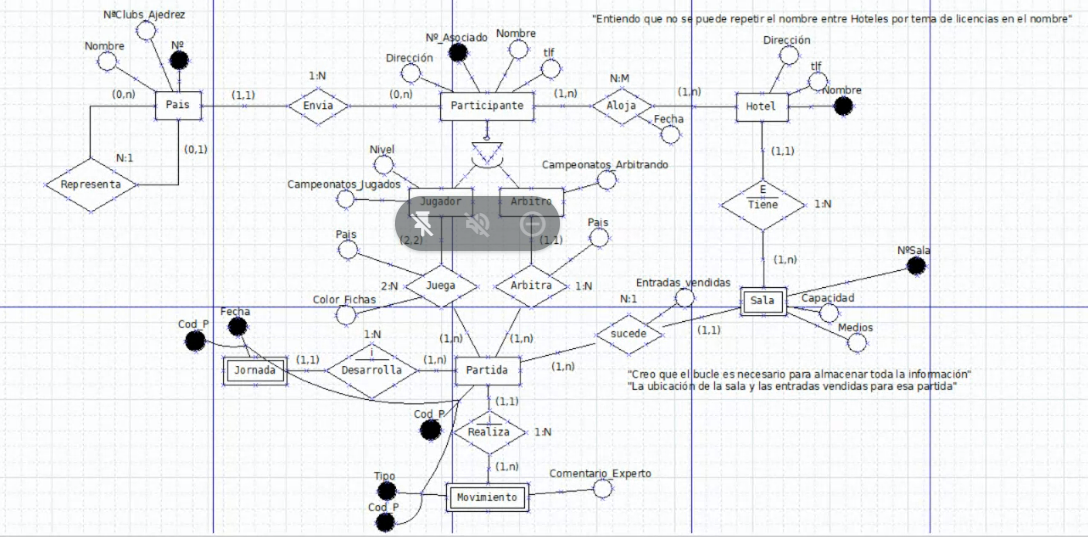 NºClubs_Ajedrez
"Entiendo que no se puede repetir el nombre entre Hoteles por tema de licencias en el nombre"
Nombre
Nº
Nº_Asociado
Nombre
Dirección
tlf
Dirección
tlf
Nombre
(0,n)
Pais
(1,1)
1:N
Envia
(0,n)
Participante
(1,n)
N:M
Aloja
(1,n)
Fecha
Hotel
(0,1)
N:1
Representa
(1,1)
Nivel
Campeonatos_Jugados
Campeonatos_Arbitrando
Jugador
Arbitro
E
Tiene
1:N
(2,2)
(1,1)
Pais
Pais
(1,n)
NºSala
2:N
Juega
Arbitra
1:N
Color_Fichas
Entradas_vendidas
N:1
Sala
Capacidad
Medios
sucede
(1,1)
Fecha
Cod_P
1:N
(1,n)
(1,n)
Jornada
(1,1)
i
Desarrolla
(1,n)
Partida
(1,n)
"Creo que el bucle es necesario para almacenar toda la información"
"La ubicación de la sala y las entradas vendidas para esa partida"
(1,1)
Cod_P
Realiza
1:N
(1,n)
Tipo
Cod_P
Movimiento
Comentario_Experto